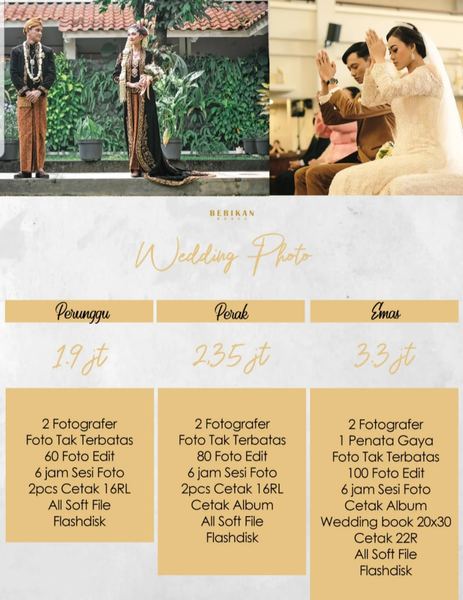 BEBIKAN
Wedding Photo
Perunggu
1.9 jt
2 Fotografer
Foto Tak Terbatas
60 Foto Edit
6 jam Sesi Foto
2pcs Cetak 16RL
All Soft File
Flashdisk
Perak
2,35 jt
2 Fotografer
Foto Tak Terbatas
80 Foto Edit
6 jam Sesi Foto
2pcs Cetak 16RL
Cetak Album
All Soft File
Flashdisk
Emas
3.3 jt
2 Fotografer
1 Penata Gaya
Foto Tak Terbatas
100 Foto Edit
6 jam Sesi Foto
Cetak Album
Wedding book 20x30
Cetak 22R
All Soft File
Flashdisk